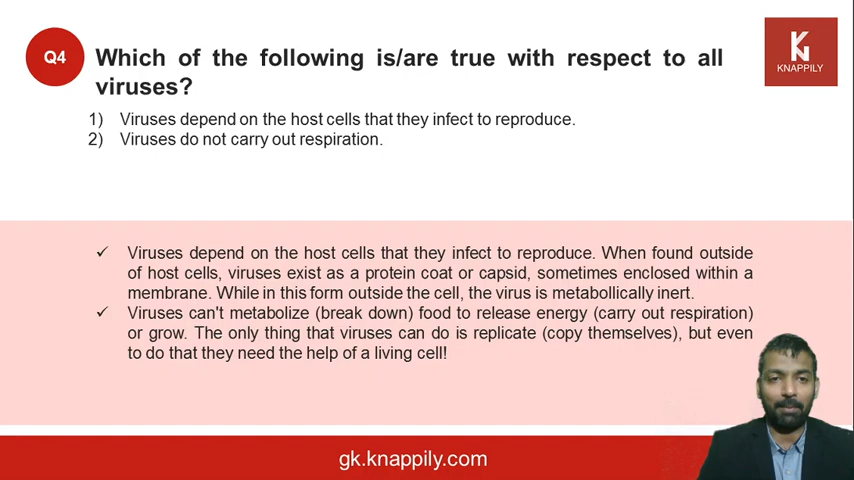 Q4
Which of the following is/are true with respect to all
viruses?
KN
KNAPPILY
1) Viruses depend on the host cells that they infect to reproduce.
2) Viruses do not carry out respiration.
✓ Viruses depend on the host cells that they infect to reproduce. When found outside
of host cells, viruses exist as a protein coat or capsid, sometimes enclosed within a
membrane. While in this form outside the cell, the virus is metabollically inert.
✓ Viruses can't metabolize (break down) food to release energy (carry out respiration)
or grow. The only thing that viruses can do is replicate (copy themselves), but even
to do that they need the help of a living cell!
gk.knappily.com